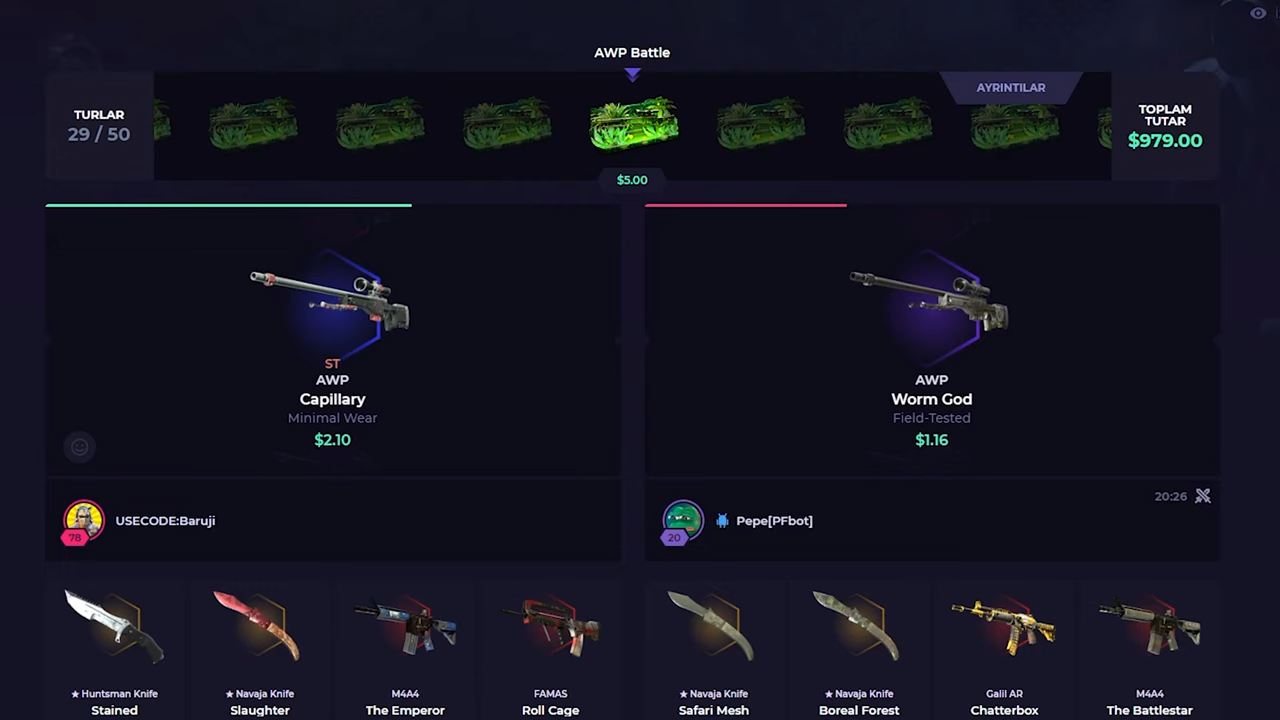 AWP Battle
TURLAR
29 / 50
AYRINTILAR
TOPLAM
TUTAR
$979.00
$5.00
ST
AWP
Capillary
Minimal Wear
$2.10
AWP
Worm God
Field-Tested
$1.16
78
USECODE:Baruji
20
Pepe[PFbot]
20:26
★ Huntsman Knife
Stained
★ Navaja Knife
Slaughter
M4A4
The Emperor
FAMAS
Roll Cage
★ Navaja Knife
Safari Mesh
★ Navaja Knife
Boreal Forest
Galil AR
Chatterbox
M4A4
The Battlestar